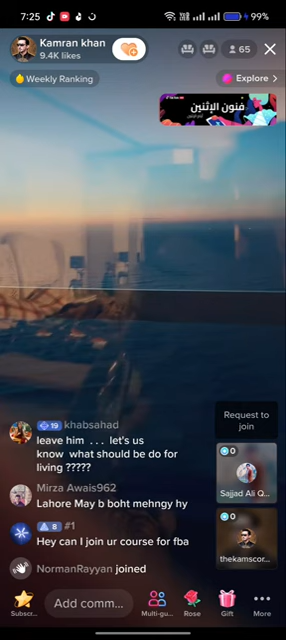 7:25
99%
Kamran khan
9.4K likes
65
Weekly Ranking
Explore >
فنون الإثنين
19 khabsahad
leave him . . . let's us
know what should be do for
living ?????
Mirza Awais962
Lahore May b boht mehngy hy
8 #1
Hey can I join ur course for fba
NormanRayyan joined
Request to
join
0
Sajjad Ali Q...
0
thekamscor...
Subscr...
Add comm...
Multi-gu...
Rose
Gift
More